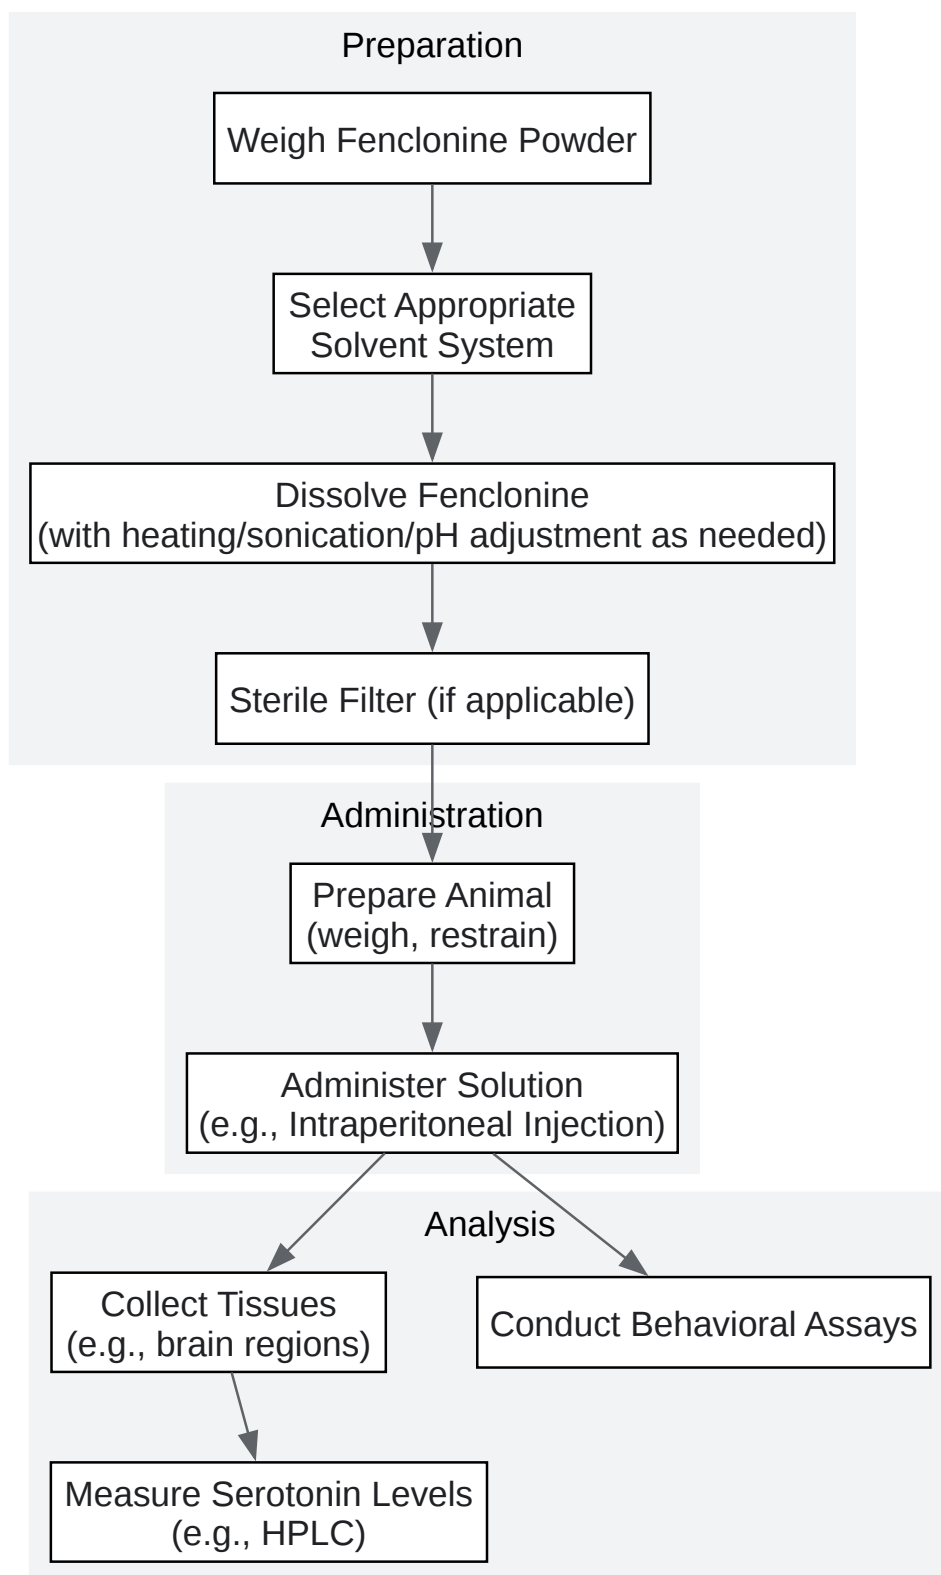 Preparation
Weigh Fenclonine Powder
Select Appropriate
Solvent System
Dissolve Fenclonine
(with heating/sonication/pH adjustment as needed)
Sterile Filter (if applicable)
Administration
Prepare Animal
(weigh, restrain)
Administer Solution
(e.g., Intraperitoneal Injection)
Analysis
Collect Tissues
(e.g., brain regions)
Conduct Behavioral Assays
Measure Serotonin Levels
(e.g., HPLC)